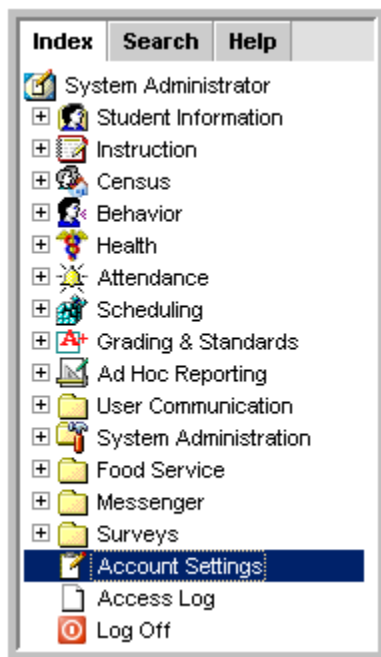 Index Search Help
System Administrator
Student Information
Instruction
Census
Behavior
Health
Attendance
Scheduling
A+ Grading & Standards
Ad Hoc Reporting
User Communication
System Administration
Food Service
Messenger
Surveys
Account Settings
Access Log
Log Off